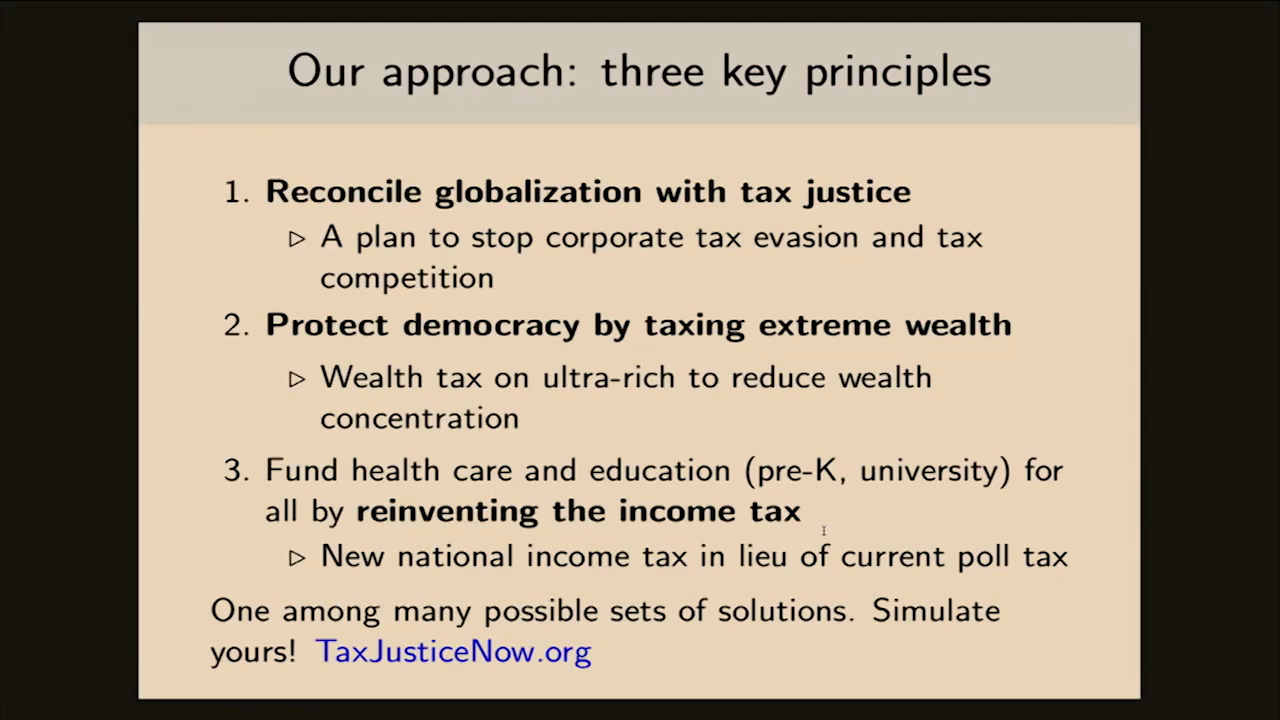 Our approach: three key principles
1. Reconcile globalization with tax justice
▷ A plan to stop corporate tax evasion and tax
competition
2. Protect democracy by taxing extreme wealth
▷ Wealth tax on ultra-rich to reduce wealth
concentration
3. Fund health care and education (pre-K, university) for
all by reinventing the income tax
▷ New national income tax in lieu of current poll tax
One among many possible sets of solutions. Simulate
yours! TaxJusticeNow.org